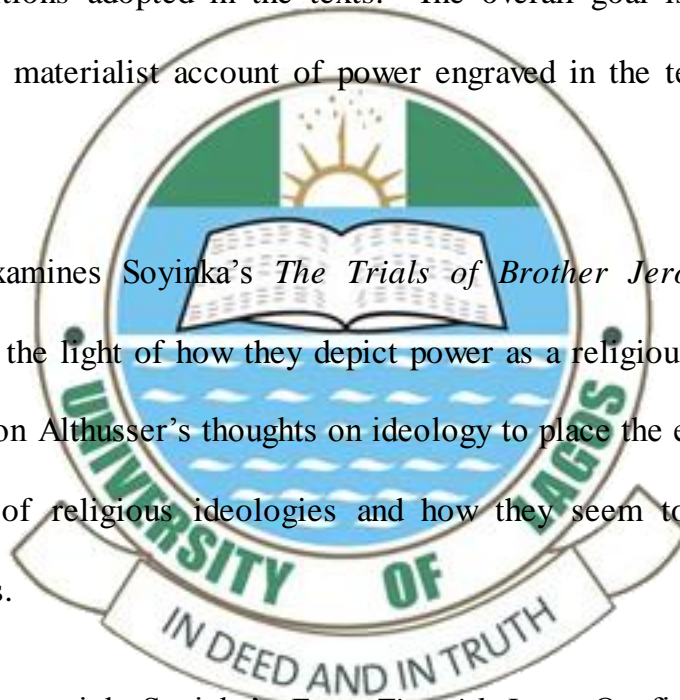 tions adopted in the texts. The overall goal is
materialist account of power engraved in the te
xamines Soyinka's The Trials of Brother Jero
the light of how they depict power as a religiou
on Althusser's thoughts on ideology to place the e
of religious ideologies and how they seem to
s.
UNIVERSITY OF LAGOS
IN DEED AND IN TRUTH